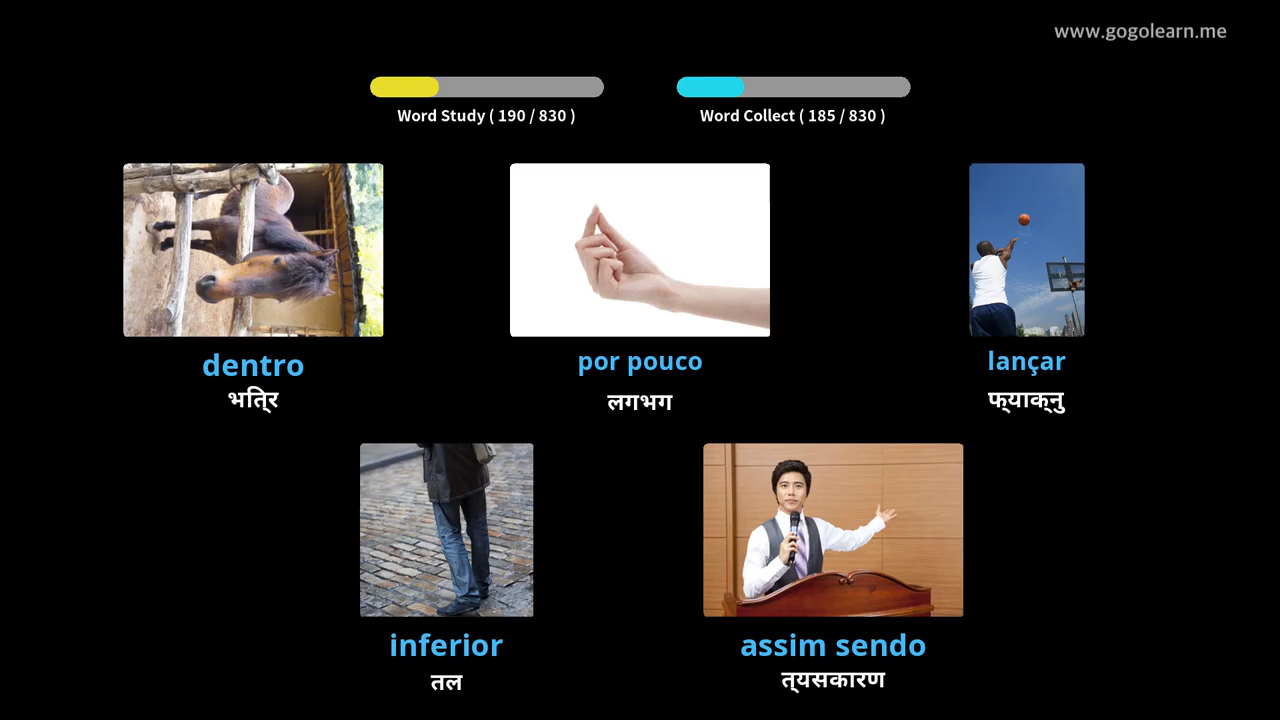 www.gogolearn.me
Word Study ( 190 / 830 )
Word Collect ( 185 / 830 )
dentro
भित्रि
por pouco
लगभग
lançar
फ्याक्नु
inferior
तल
assim sendo
त्यसकारण